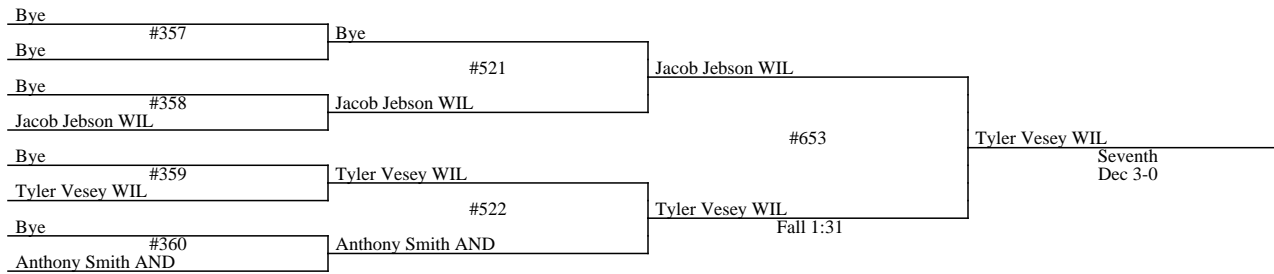 Bye
#357
Bye
Bye
#521
Jacob Jebson WIL
Bye
#358
Jacob Jebson WIL
Jacob Jebson WIL
#653
Tyler Vesey WIL
Seventh
Dec 3-0
Bye
#359
Tyler Vesey WIL
Tyler Vesey WIL
#522
Tyler Vesey WIL
Fall 1:31
Bye
#360
Anthony Smith AND
Anthony Smith AND